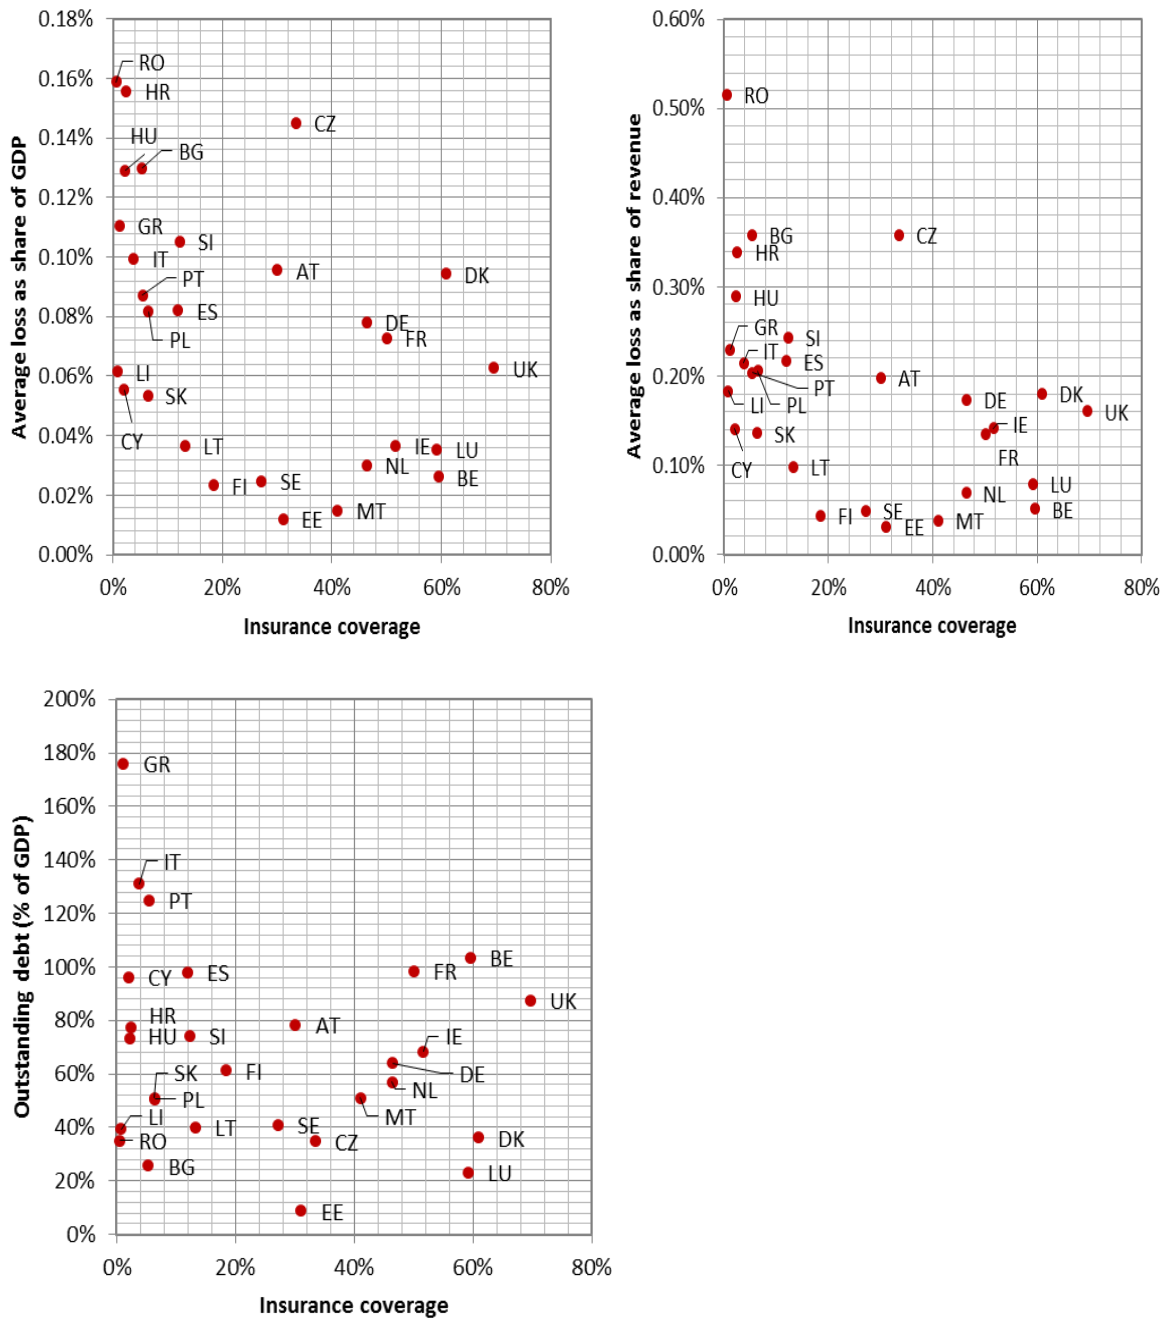 Average loss as share of GDP
0.18%
0.16%
0.14%
0.12%
0.10%
0.08%
0.06%
0.04%
0.02%
0.00%
RO
HR
CZ
HU
BG
GR
SI
IT
AT
DK
PT
PL
ES
DE
FR
UK
LI
CY
SK
LT
IE
LU
NL
BE
FI
SE
EE
MT
0%
20%
40%
60%
80%
Insurance coverage
Average loss as share of revenue
0.60%
0.50%
0.40%
0.30%
0.20%
0.10%
0.00%
RO
BG
CZ
HR
HU
GR
SI
IT
ES
AT
PT
PL
LI
DE
DK
UK
CY
SK
IE
FR
LT
NL
LU
FI
SE
EE
MT
BE
0%
20%
40%
60%
80%
Insurance coverage
Outstanding debt (% of GDP)
200%
180%
160%
140%
120%
100%
80%
60%
40%
20%
0%
GR
IT
PT
CY
ES
FR
BE
UK
HR
HU
SI
AT
IE
SK
FI
DE
PL
NL
LI
LT
SE
MT
RO
CZ
DK
BG
LU
EE
0%
20%
40%
60%
80%
Insurance coverage